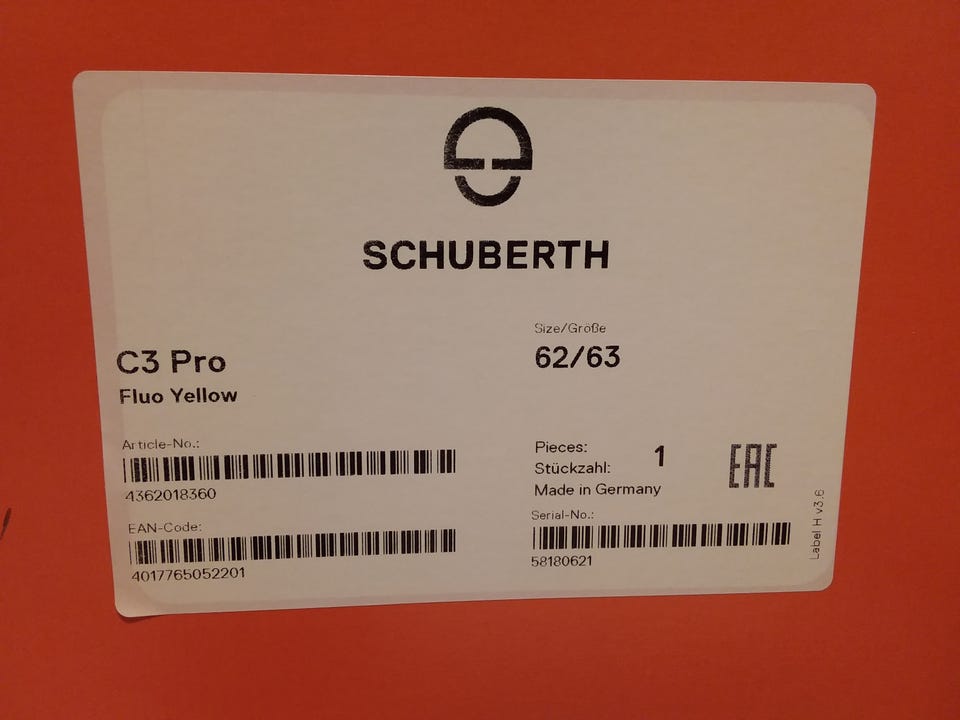 SCHUBERTH
C3 Pro
Fluo Yellow
Size/Größe
62/63
Article-No.:
4362018360
EAN-Code:
4017765052201
Pieces:
Stückzahl:
1
Made in Germany
EAC
Serial-No.:
58180621
Label H v3.6